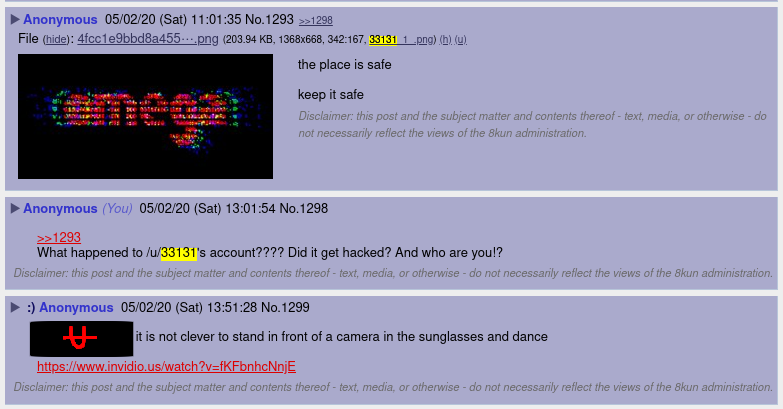 ▶ Anonymous 05/02/20 (Sat) 11:01:35 No.1293 >>1298
File (hide): 4fcc1e9bbd8a455⋯.png (203.94 KB, 1368x668, 342:167, 33131_1_.png) (h) (u)
the place is safe
keep it safe
Disclaimer: this post and the subject matter and contents thereof - text, media, or otherwise - do
not necessarily reflect the views of the 8kun administration.
▶ Anonymous (You) 05/02/20 (Sat) 13:01:54 No.1298
>>1293
What happened to /u/33131's account???? Did it get hacked? And who are you!?
Disclaimer: this post and the subject matter and contents thereof - text, media, or otherwise - do not necessarily reflect the views of the 8kun administration.
▶ :) Anonymous 05/02/20 (Sat) 13:51:28 No.1299
it is not clever to stand in front of a camera in the sunglasses and dance
https://www.invidio.us/watch?v=fKFbnhcNnjE
Disclaimer: this post and the subject matter and contents thereof - text, media, or otherwise - do not necessarily reflect the views of the 8kun administration.